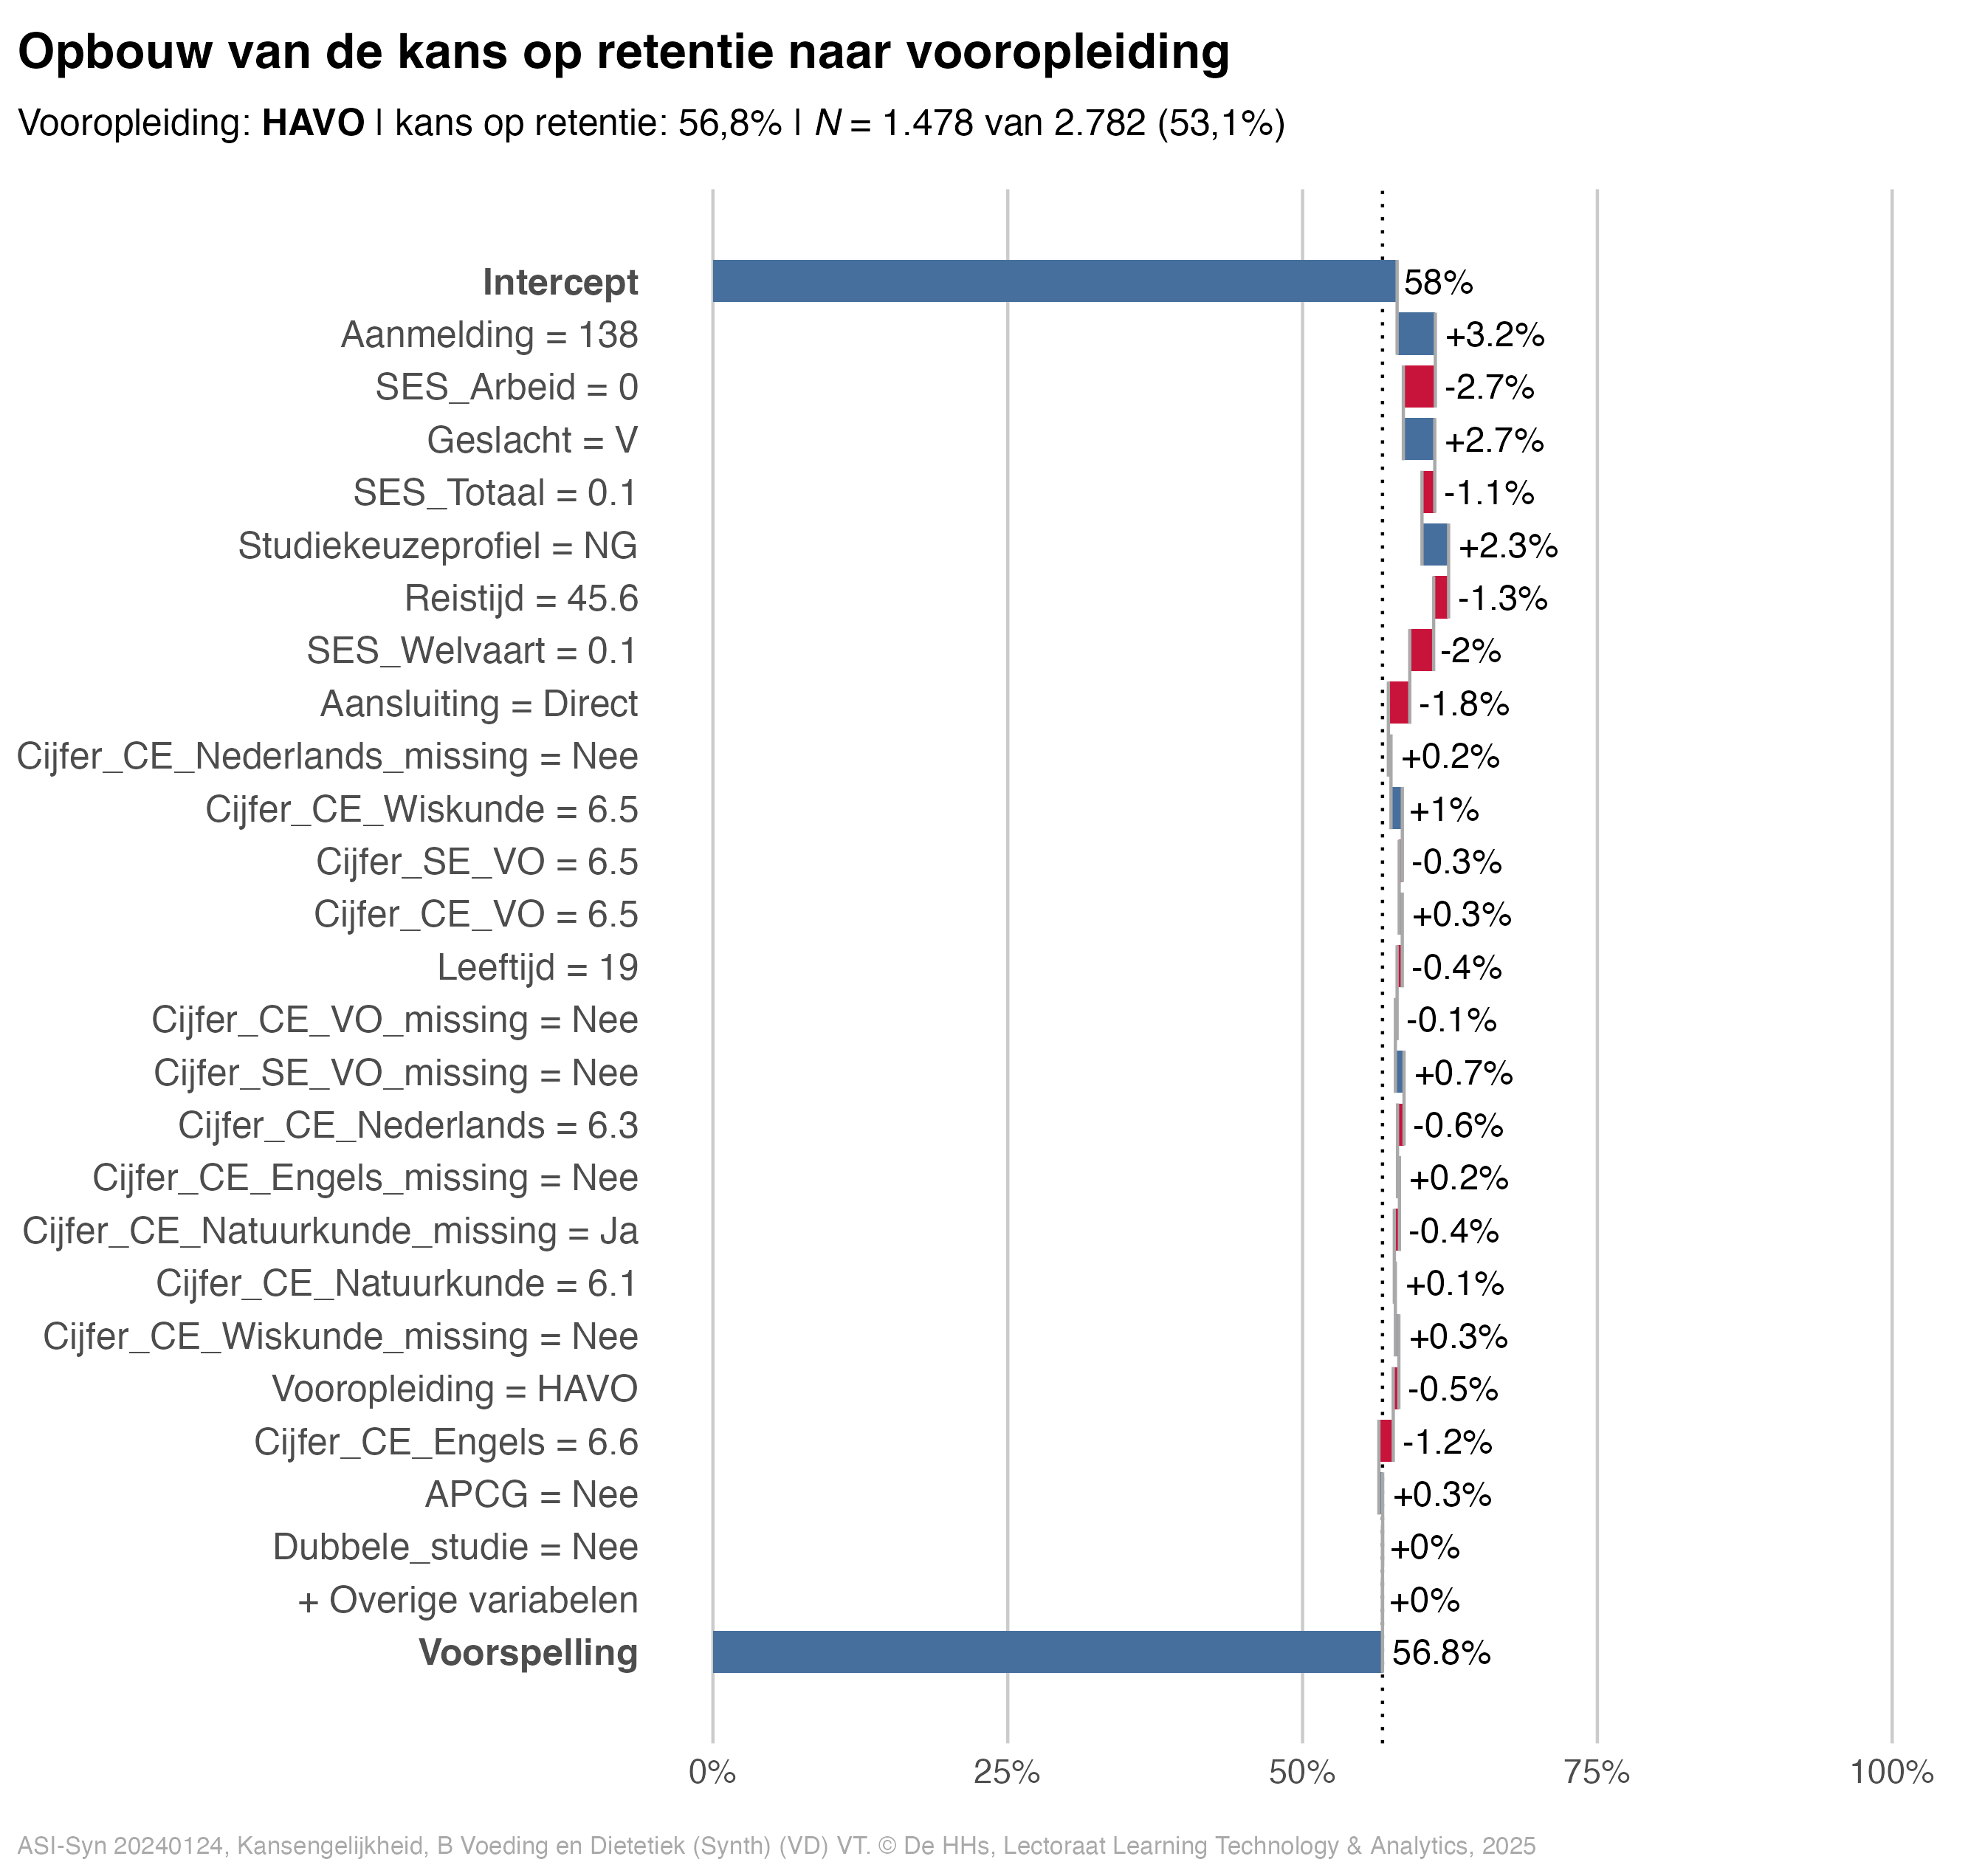 Opbouw van de kans op retentie naar vooropleiding
Vooropleiding: HAVO | kans op retentie: 56,8% | N = 1.478 van 2.782 (53,1%)
Intercept 58%
Aanmelding = 138 +3.2%
SES_Arbeid = 0 -2.7%
Geslacht = V +2.7%
SES_Totaal = 0.1 -1.1%
Studiekeuzeprofiel = NG +2.3%
Reistijd = 45.6 -1.3%
SES_Welvaart = 0.1 -2%
Aansluiting = Direct -1.8%
Cijfer_CE_Nederlands_missing = Nee +0.2%
Cijfer_CE_Wiskunde = 6.5 +1%
Cijfer_SE_VO = 6.5 -0.3%
Cijfer_CE_VO = 6.5 +0.3%
Leeftijd = 19 -0.4%
Cijfer_CE_VO_missing = Nee -0.1%
Cijfer_SE_VO_missing = Nee +0.7%
Cijfer_CE_Nederlands = 6.3 -0.6%
Cijfer_CE_Engels_missing = Nee +0.2%
Cijfer_CE_Natuurkunde_missing = Ja -0.4%
Cijfer_CE_Natuurkunde = 6.1 +0.1%
Cijfer_CE_Wiskunde_missing = Nee +0.3%
Vooropleiding = HAVO -0.5%
Cijfer_CE_Engels = 6.6 -1.2%
APCG = Nee +0.3%
Dubbele_studie = Nee +0%
+ Overige variabelen +0%
Voorspelling 56.8%
0% 25% 50% 75% 100%
ASI-Syn 20240124, Kansengelijkheid, B Voeding en Dietetiek (Synth) (VD) VT. © De HHs, Lectoraat Learning Technology & Analytics, 2025